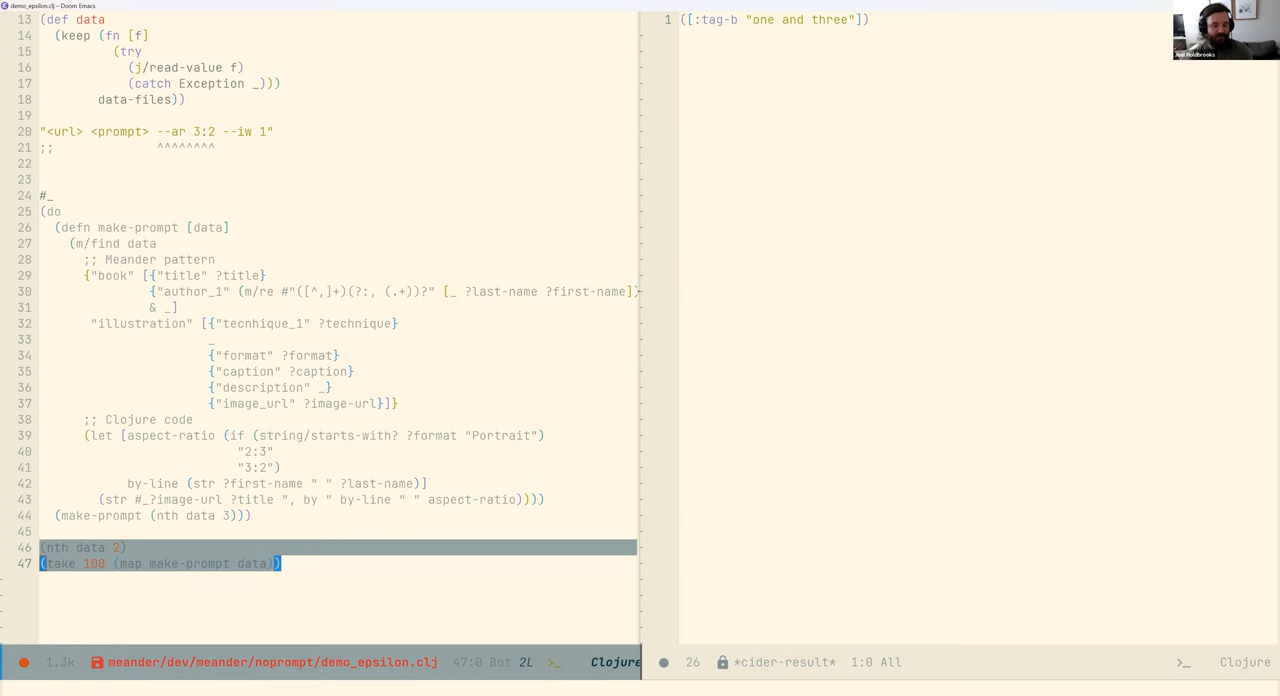 demo_epsilon.clj – Doom Emacs
13 (def data
14   (keep (fn [f]
15           (try
16             (j/read-value f)
17             (catch Exception _)))
18         data-files))
19
20 "<url> <prompt> --ar 3:2 --iw 1"
21 ;;              ^^^^^^^^
22
23
24 #_
25 (do
26   (defn make-prompt [data]
27     (m/find data
28       ;; Meander pattern
29       {"book" [{"title" ?title}
30                {"author_1" (m/re #"([^,]+)(?:, (.+))?" [_ ?last-name ?first-name])
31                & _]
32        "illustration" [{"tecnhique_1" ?technique}
33                        _
34                        {"format" ?format}
35                        {"caption" ?caption}
36                        {"description" _}
37                        {"image_url" ?image-url}]}
38       ;; Clojure code
39       (let [aspect-ratio (if (string/starts-with? ?format "Portrait")
40                            "2:3"
41                            "3:2")
42             by-line (str ?first-name " " ?last-name)]
43         (str #_?image-url ?title ", by " by-line " " aspect-ratio))))
44   (make-prompt (nth data 3)))
45
46 (nth data 2)
47 (take 100 (map make-prompt data))
1.3k meander/dev/meander/noprompt/demo_epsilon.clj 47:0 Bot 2L >_ Clojure
1 ([:tag-b "one and three"])
26 *cider-result* 1:0 All >_ Clojure
Joel Holdbrooks